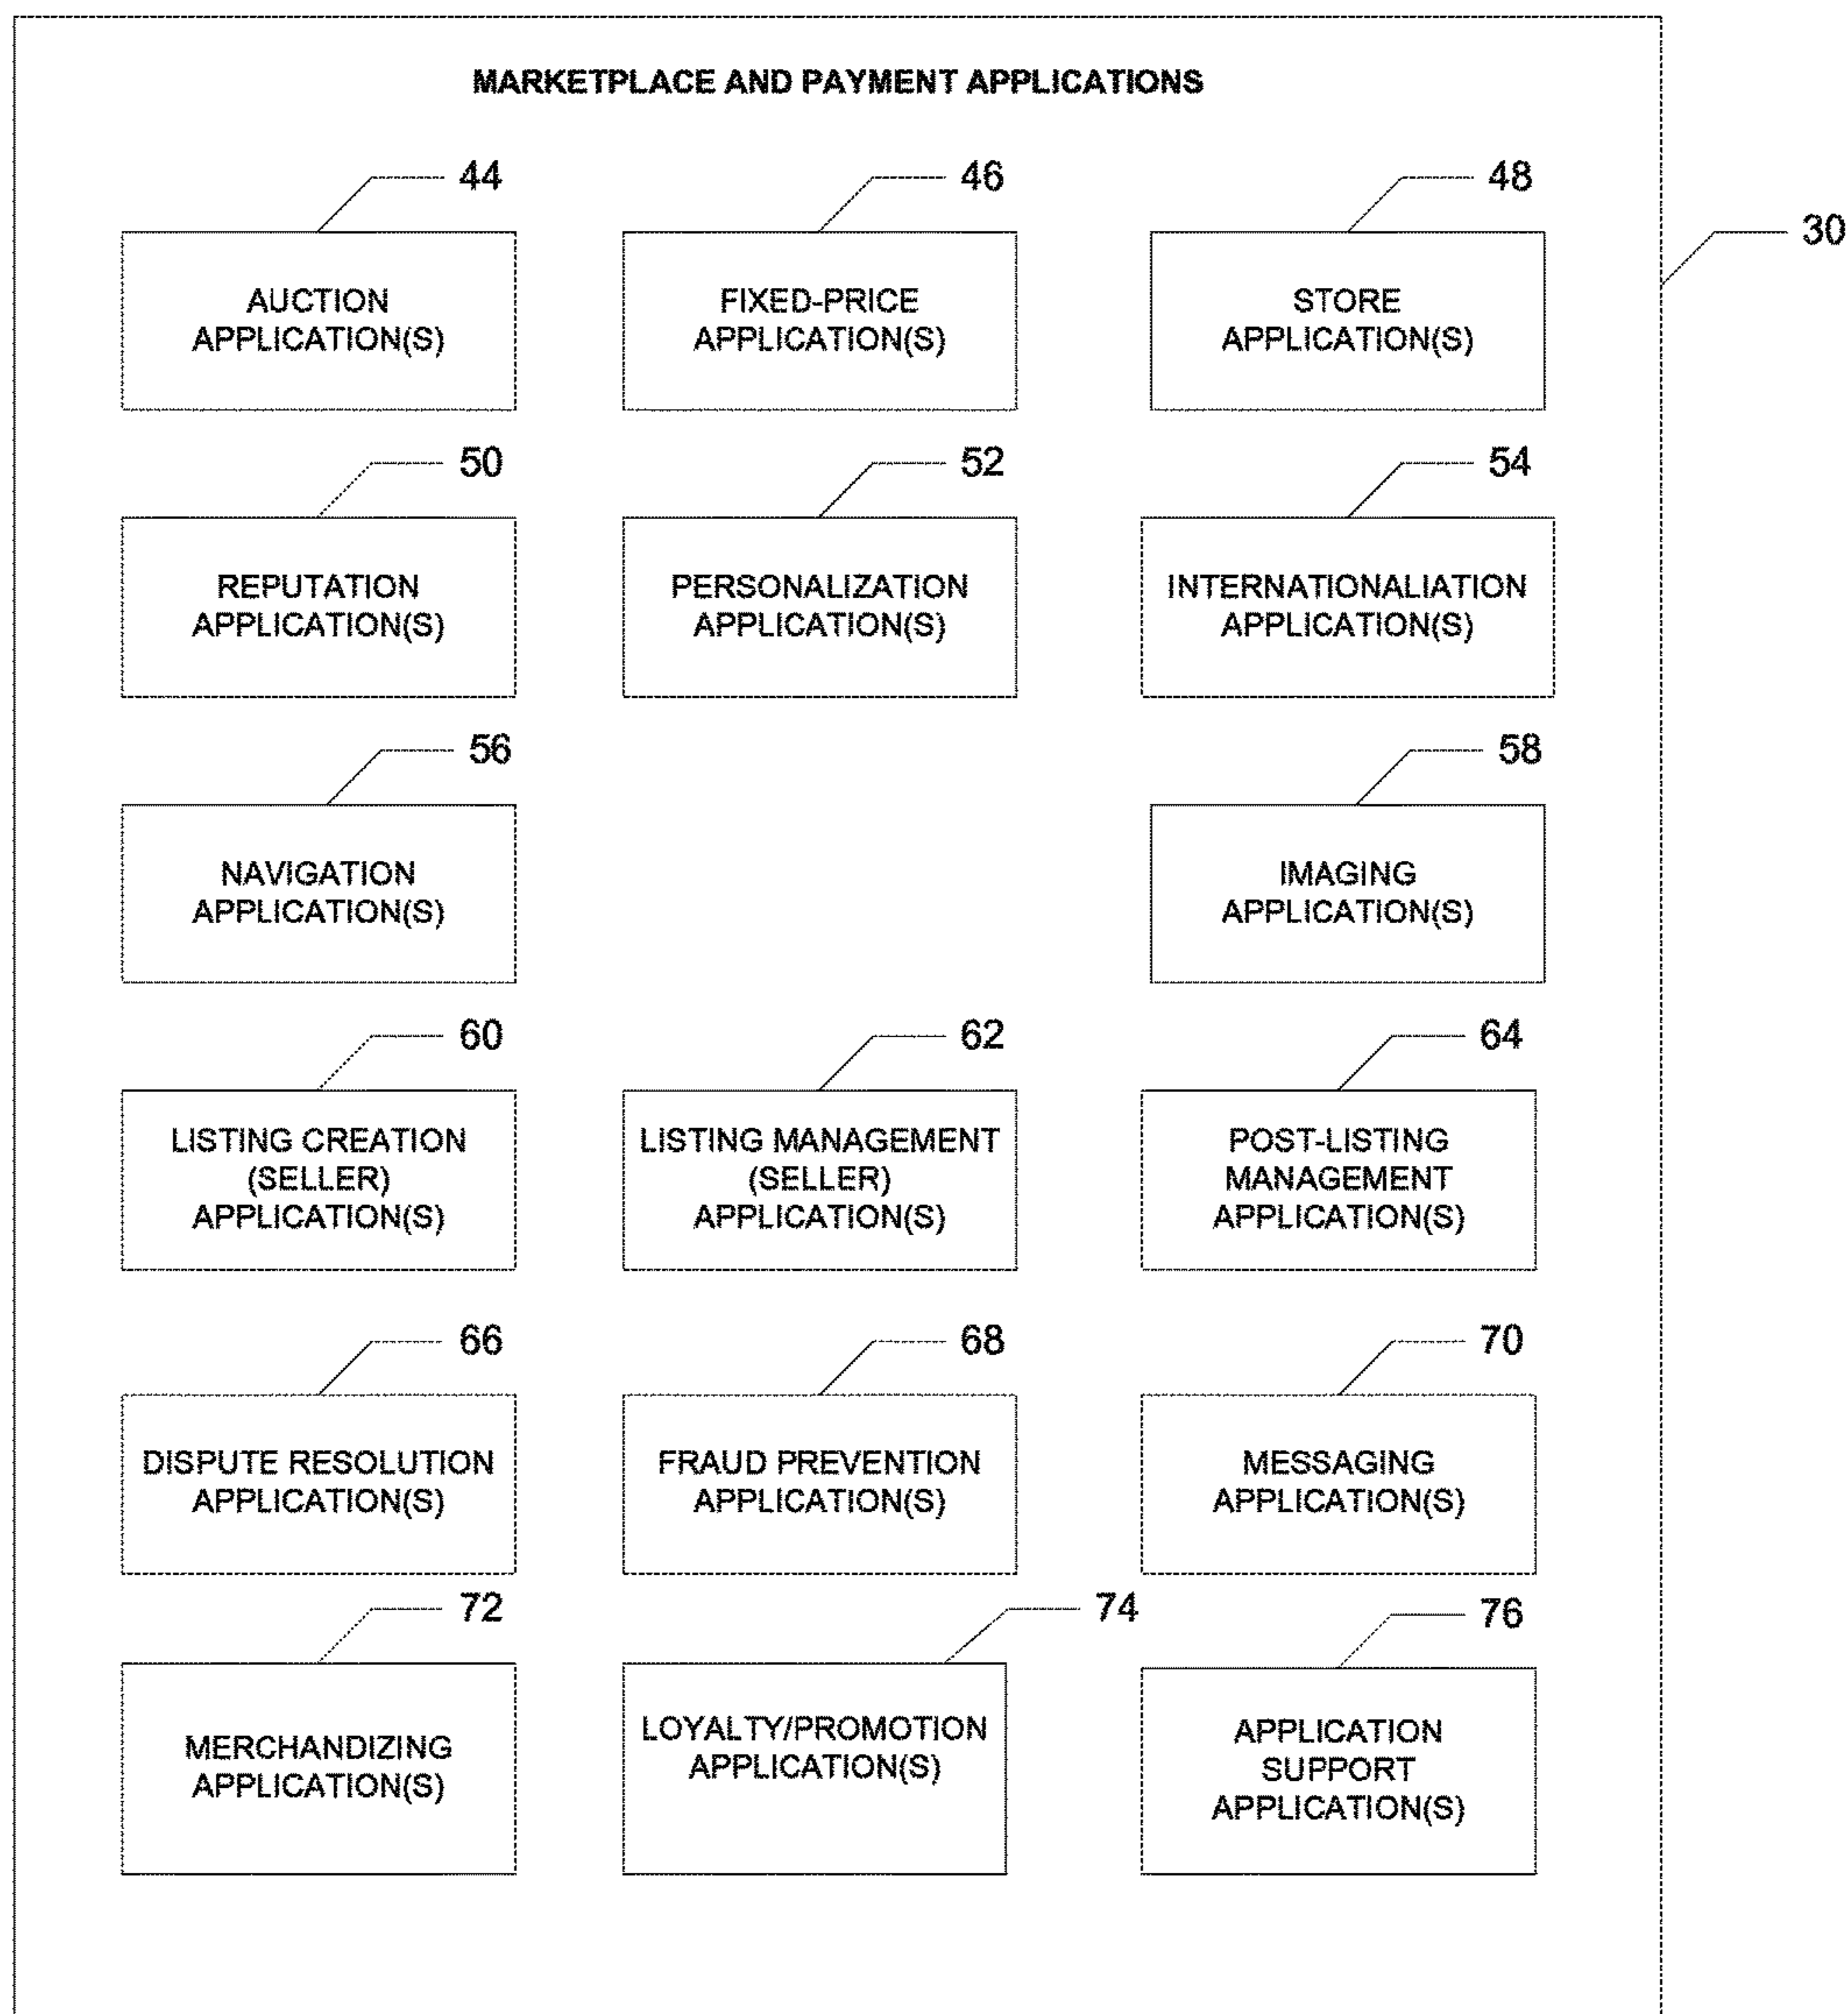 MARKETPLACE AND PAYMENT APPLICATIONS
44
46
48
30
AUCTION
APPLICATION(S)
FIXED-PRICE
APPLICATION(S)
STORE
APPLICATION(S)
50
52
54
REPUTATION
APPLICATION(S)
PERSONALIZATION
APPLICATION(S)
INTERNATIONALIATION
APPLICATION(S)
56
58
NAVIGATION
APPLICATION(S)
IMAGING
APPLICATION(S)
60
62
64
LISTING CREATION
(SELLER)
APPLICATION(S)
LISTING MANAGEMENT
(SELLER)
APPLICATION(S)
POST-LISTING
MANAGEMENT
APPLICATION(S)
66
68
70
DISPUTE RESOLUTION
APPLICATION(S)
FRAUD PREVENTION
APPLICATION(S)
MESSAGING
APPLICATION(S)
72
74
76
MERCHANDIZING
APPLICATION(S)
LOYALTY/PROMOTION
APPLICATION(S)
APPLICATION
SUPPORT
APPLICATION(S)